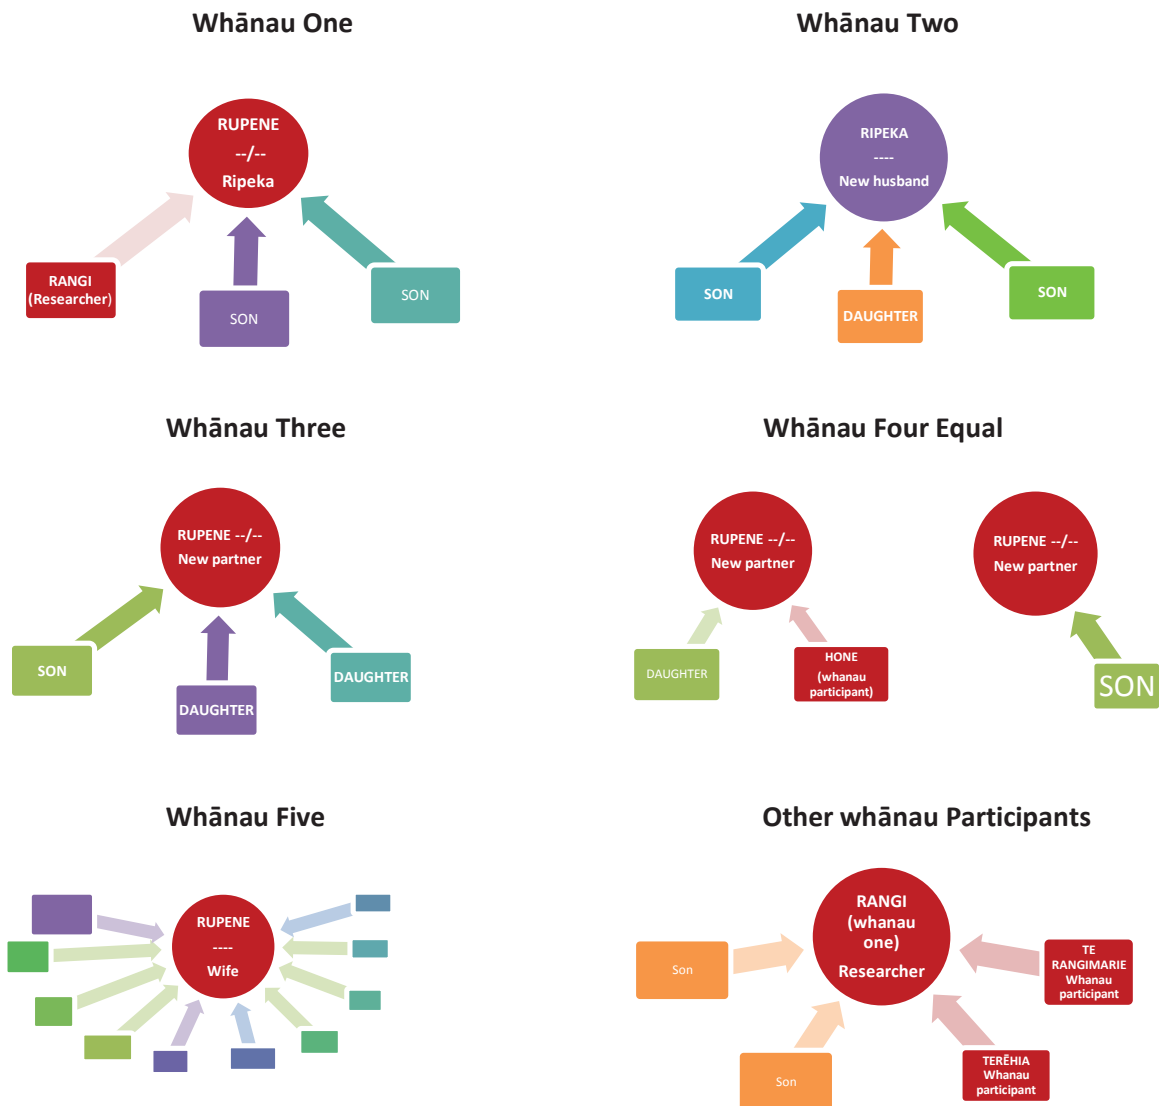 Whānau One
RUPENE
--/--
Ripeka
RANGI
(Researcher)
SON
SON
Whānau Two
RIPEKA
----
New husband
SON
DAUGHTER
SON
Whānau Three
RUPENE --/--
New partner
SON
DAUGHTER
DAUGHTER
Whānau Four Equal
RUPENE --/--
New partner
DAUGHTER
HONE
(whanau
participant)
RUPENE --/--
New partner
SON
Whānau Five
RUPENE
----
Wife
Other whānau Participants
RANGI
(whanau
one)
Researcher
Son
Son
TE
RANGIMARIE
Whanau
participant
TERĒHIA
Whanau
participant